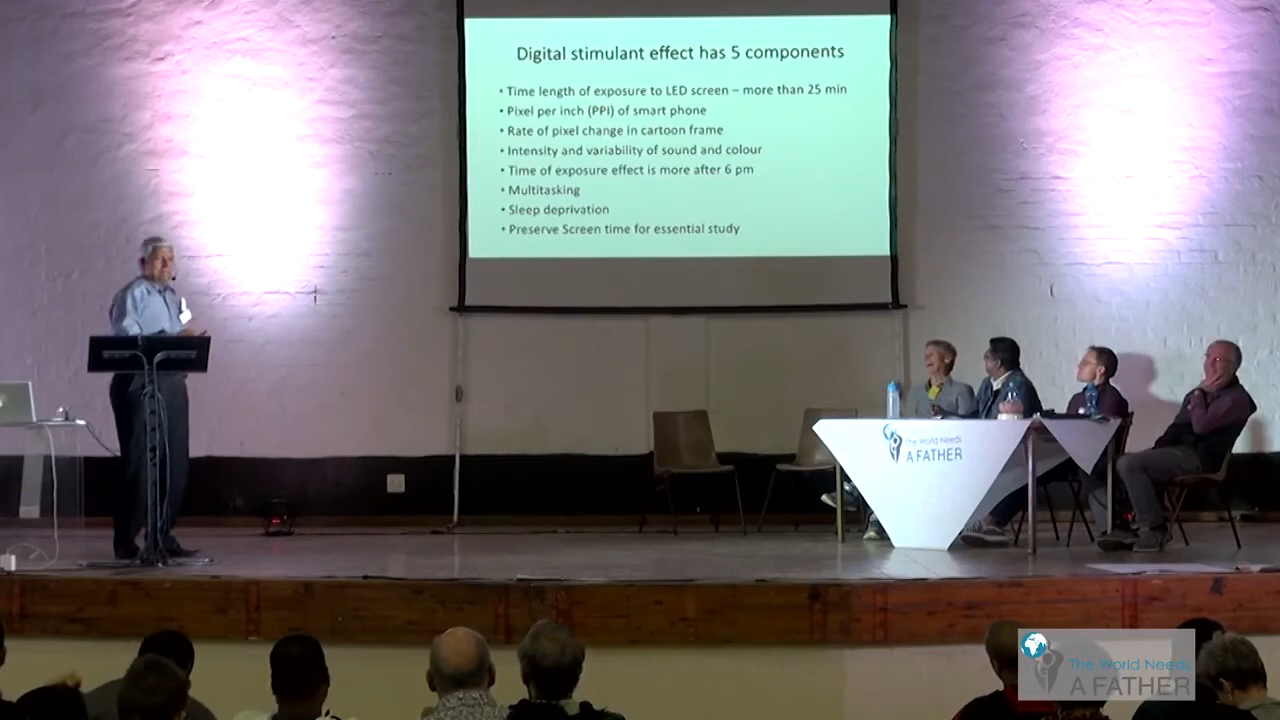 Digital stimulant effect has 5 components
• Time length of exposure to LED screen – more than 25 min
• Pixel per inch (PPI) of smart phone
• Rate of pixel change in cartoon frame
• Intensity and variability of sound and colour
• Time of exposure effect is more after 6 pm
• Multitasking
• Sleep deprivation
• Preserve Screen time for essential study
The World Needs
A FATHER
The World Needs
A FATHER